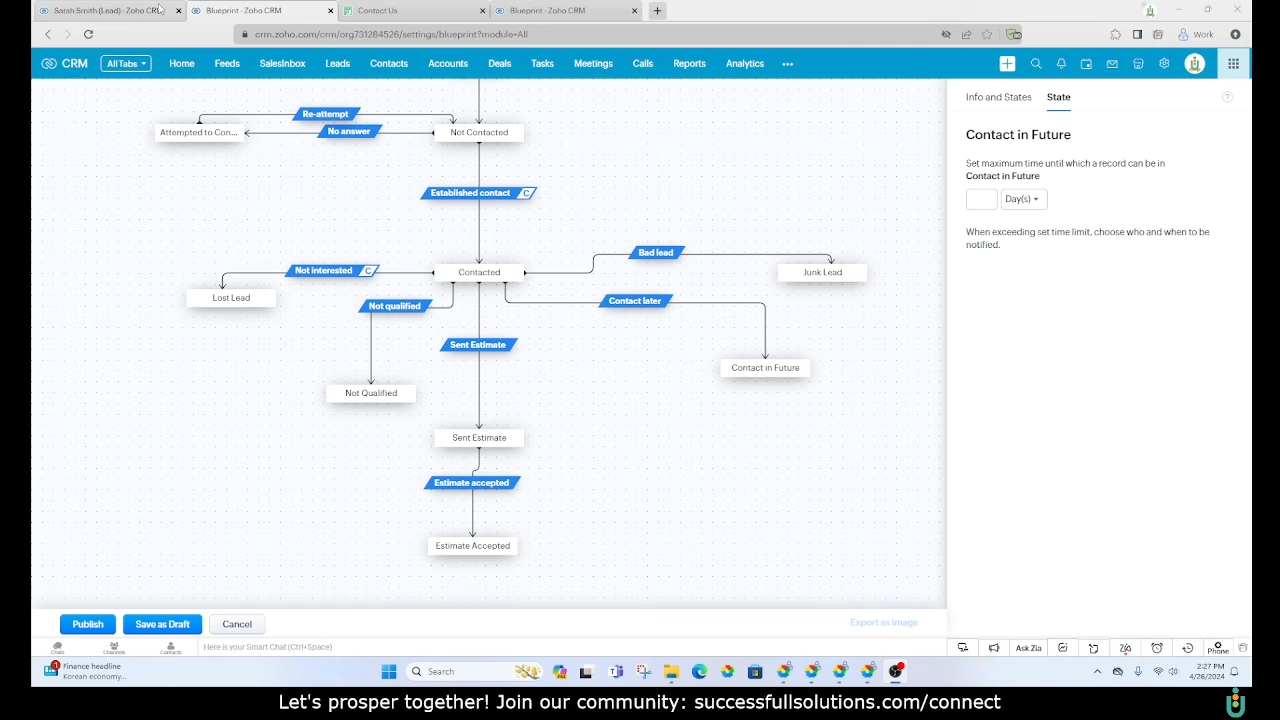 Sarah Smith (Lead) - Zoho CR
Blueprint - Zoho CRM
Contact Us
Blueprint - Zoho CRM
crm.zoho.com/crm/org731284526/settings/blueprint?module=All
Work
CRM
All Tabs
Home
Feeds
SalesInbox
Leads
Contacts
Accounts
Deals
Tasks
Meetings
Calls
Reports
Analytics
Info and States
State
Re-attempt
Attempted to Con...
No answer
Not Contacted
Contact in Future
Set maximum time until which a record can be in
Contact in Future
Day(s)
Established contact C
When exceeding set time limit, choose who and when to be
notified.
Bad lead
Not interested C
Contacted
Junk Lead
Lost Lead
Not qualified
Contact later
Sent Estimate
Contact in Future
Not Qualified
Sent Estimate
Estimate accepted
Estimate Accepted
Publish
Save as Draft
Cancel
Export as image
Chats
Channels
Contacts
Here is your Smart Chat (Ctrl+Space)
Ask Zia
Phone
1
Finance headline
Korean economy...
Search
2:27 PM
4/26/2024
Let's prosper together! Join our community: successfullsolutions.com/connect